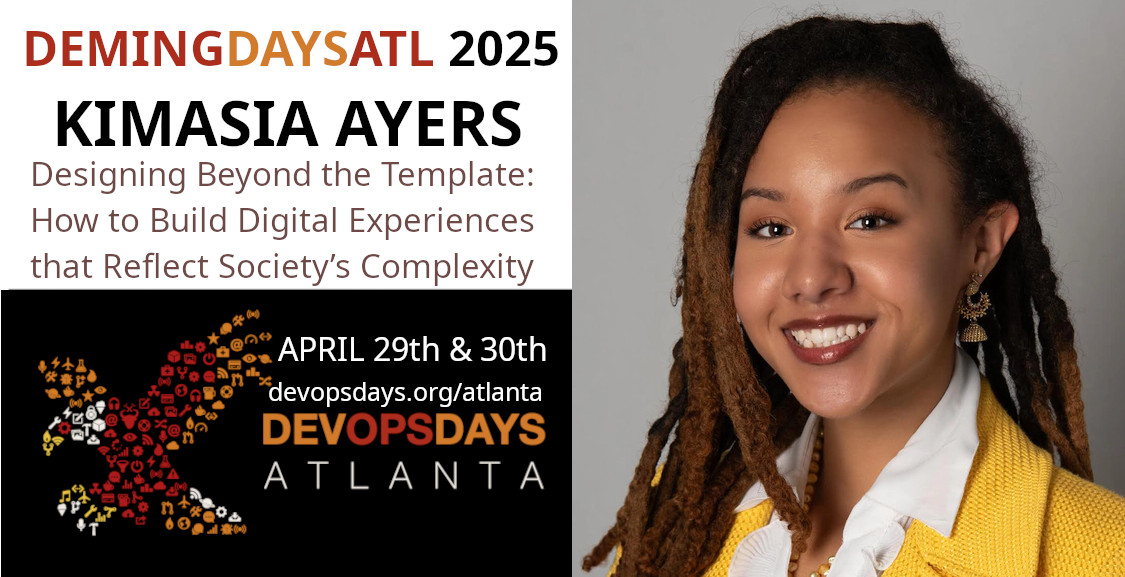 DEMINGDAYSATL 2025
KIMASIA AYERS
Designing Beyond the Template:
How to Build Digital Experiences
that Reflect Society’s Complexity
APRIL 29th & 30th
devopsdays.org/atlanta
DEVOPSDAYS
ATLANTA